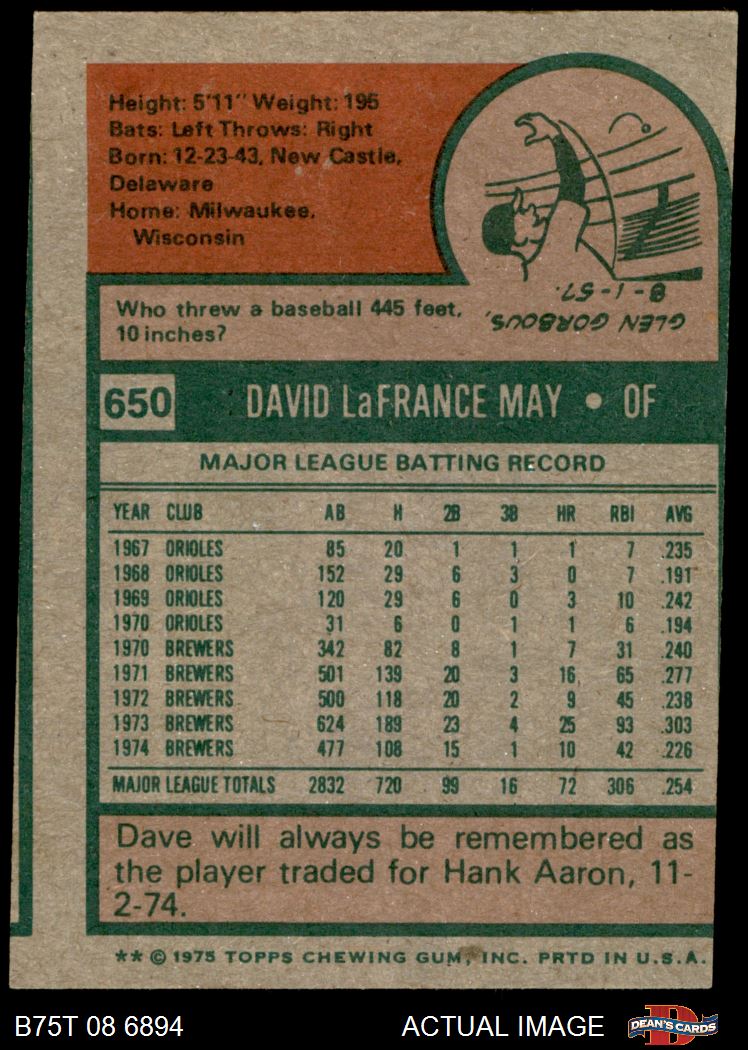 Height: 5'11" Weight: 195
Bats: Left Throws: Right
Born: 12-23-43, New Castle,
Delaware
Home: Milwaukee,
Wisconsin
Who threw a baseball 445 feet,
10 inches?
GLEN GORBOUS,
8-1-57.
650 DAVID LaFRANCE MAY • OF
MAJOR LEAGUE BATTING RECORD
YEAR CLUB AB H 2B 3B HR RBI AVG
1967 ORIOLES 85 20 1 1 1 7 .235
1968 ORIOLES 152 29 6 3 0 7 .191
1969 ORIOLES 120 29 6 0 3 10 .242
1970 ORIOLES 31 6 0 1 1 6 .194
1970 BREWERS 342 82 8 1 7 31 .240
1971 BREWERS 501 139 20 3 16 65 .277
1972 BREWERS 500 118 20 2 9 45 .238
1973 BREWERS 624 189 23 4 25 93 .303
1974 BREWERS 477 108 15 1 10 42 .226
MAJOR LEAGUE TOTALS 2832 720 99 16 72 306 .254
Dave will always be remembered as
the player traded for Hank Aaron, 11-
2-74.
** © 1975 TOPPS CHEWING GUM, INC. PRTD IN U.S.A.
B75T 08 6894 ACTUAL IMAGE DEAN'S CARDS